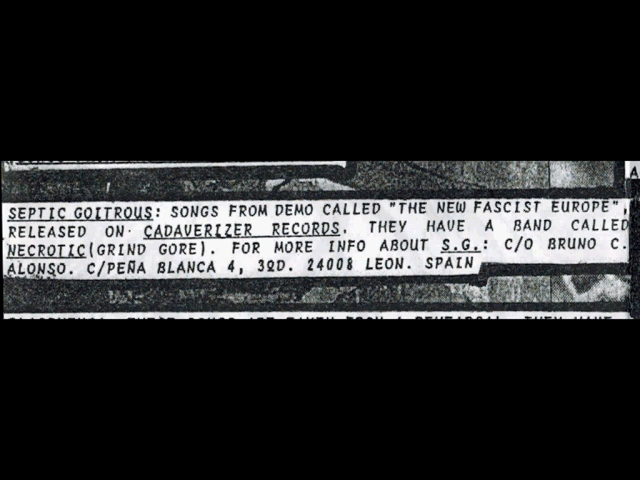 SEPTIC GOITROUS: SONGS FROM DEMO CALLED "THE NEW FASCIST EUROPE",
RELEASED ON CADAVERIZER RECORDS. THEY HAVE A BAND CALLED
NECROTIC(GRIND GORE). FOR MORE INFO ABOUT S.G.: C/O BRUNO C.
ALONSO. C/PEÑA BLANCA 4, 3ºD. 24008 LEON. SPAIN